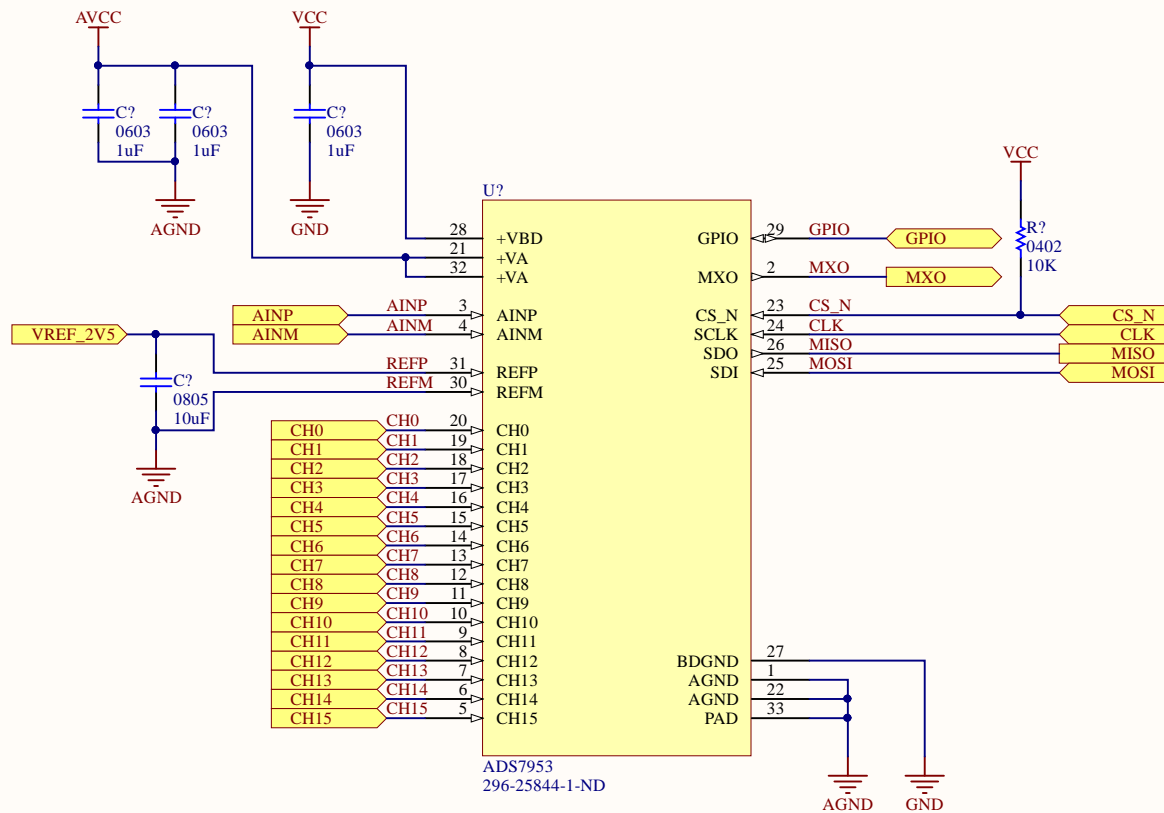 AVCC
VCC
C?
0603
1uF
C?
0603
1uF
C?
0603
1uF
AGND
GND
VCC
R?
0402
10K
U?
28 +VBD
21 +VA
32 +VA
AINP AINP 3 AINP
AINM AINM 4 AINM
VREF_2V5
REFP 31 REFP
REFM 30 REFM
C?
0805
10uF
AGND
CH0 CH0 20 CH0
CH1 CH1 19 CH1
CH2 CH2 18 CH2
CH3 CH3 17 CH3
CH4 CH4 16 CH4
CH5 CH5 15 CH5
CH6 CH6 14 CH6
CH7 CH7 13 CH7
CH8 CH8 12 CH8
CH9 CH9 11 CH9
CH10 CH10 10 CH10
CH11 CH11 9 CH11
CH12 CH12 8 CH12
CH13 CH13 7 CH13
CH14 CH14 6 CH14
CH15 CH15 5 CH15
GPIO 29 GPIO GPIO
MXO 2 MXO MXO
CS_N 23 CS_N CS_N
SCLK 24 CLK CLK
SDO 26 MISO MISO
SDI 25 MOSI MOSI
BDGND 27
AGND 1
AGND 22
PAD 33
ADS7953
296-25844-1-ND
AGND
GND